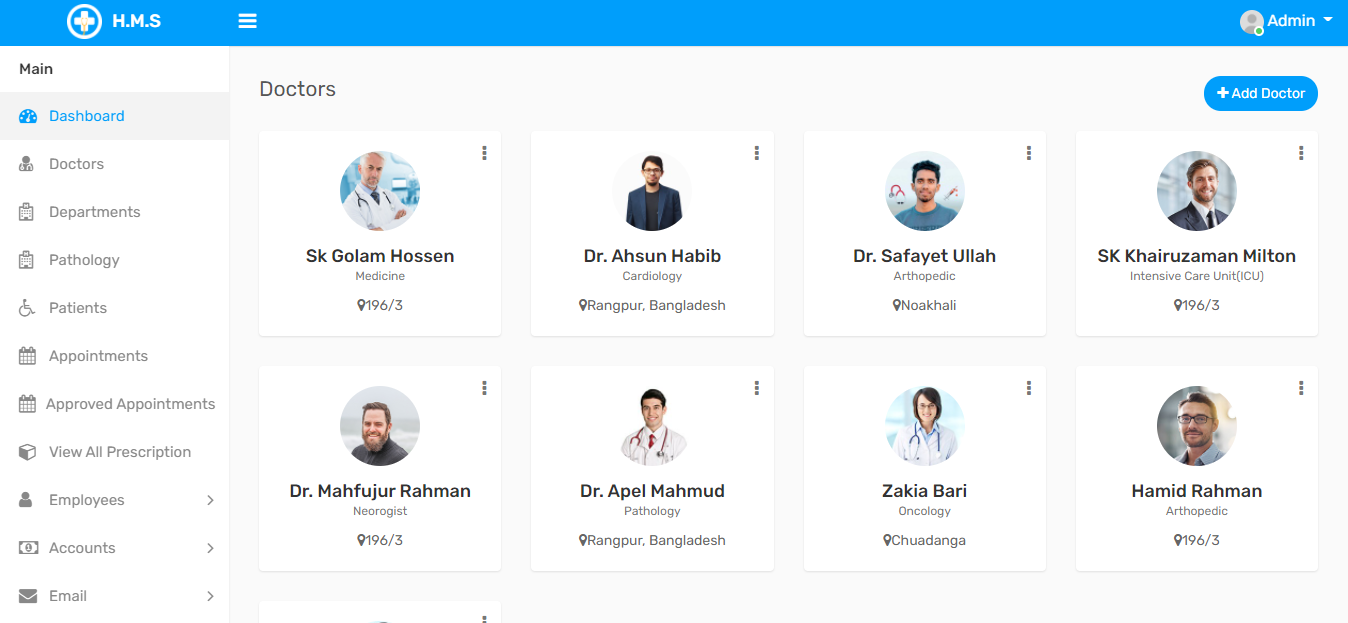 H.M.S
Admin
Main
Dashboard
Doctors
Departments
Pathology
Patients
Appointments
Approved Appointments
View All Prescription
Employees
Accounts
Email
Doctors
Add Doctor
Sk Golam Hossen
Medicine
196/3
Dr. Ahsun Habib
Cardiology
Rangpur, Bangladesh
Dr. Safayet Ullah
Arthopedic
Noakhali
SK Khairuzaman Milton
Intensive Care Unit(ICU)
196/3
Dr. Mahfujur Rahman
Neorogist
196/3
Dr. Apel Mahmud
Pathology
Rangpur, Bangladesh
Zakia Bari
Oncology
Chuadanga
Hamid Rahman
Arthopedic
196/3